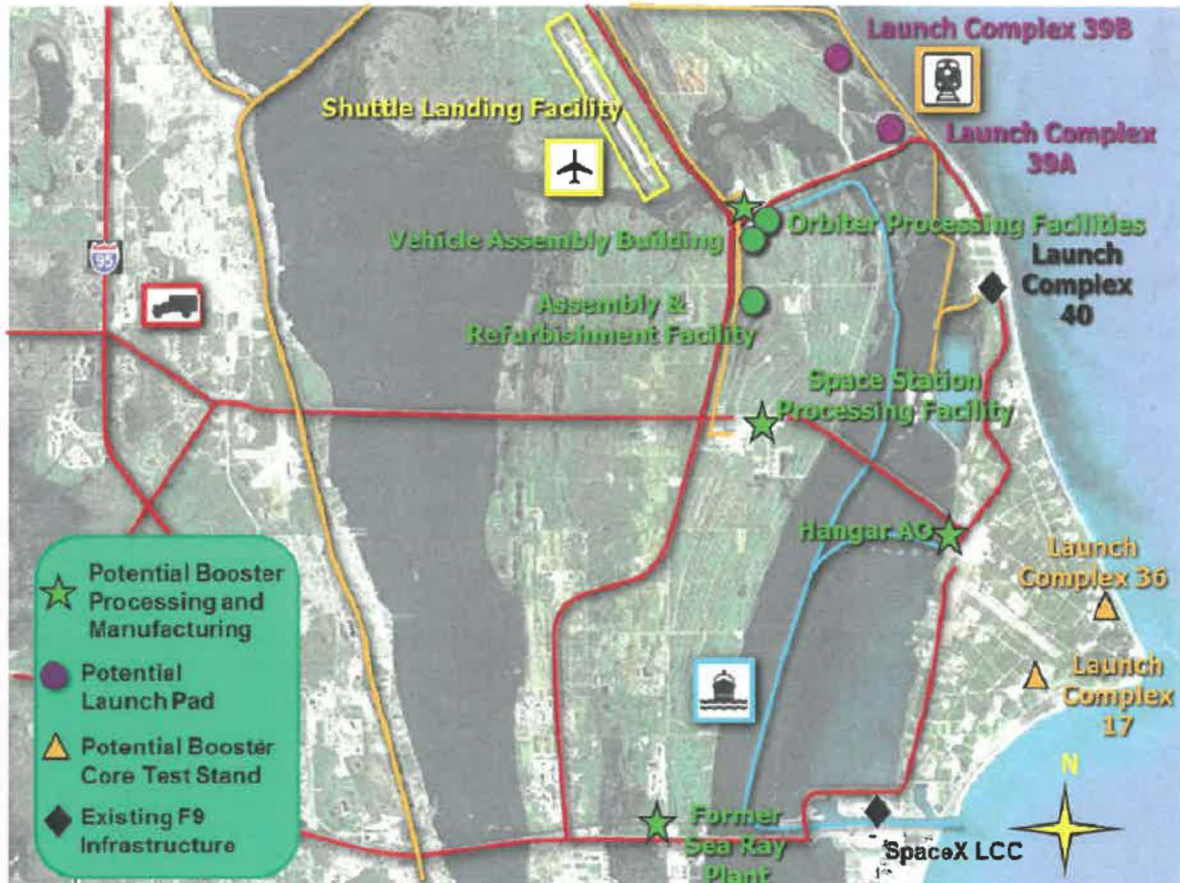 Launch Complex 39B
Shuttle Landing Facility
Launch Complex
39A
Orbiter Processing Facilities
Vehicle Assembly Building
Launch
Complex
40
95
Assembly &
Refurbishment Facility
Space Station
Processing Facility
Hangar AO
Launch
Complex 36
Launch
Complex
17
Potential Booster
Processing and
Manufacturing
Potential
Launch Pad
Potential Booster
Core Test Stand
Existing F9
Infrastructure
N
Former
Sea Ray
Plant
SpaceX LCC